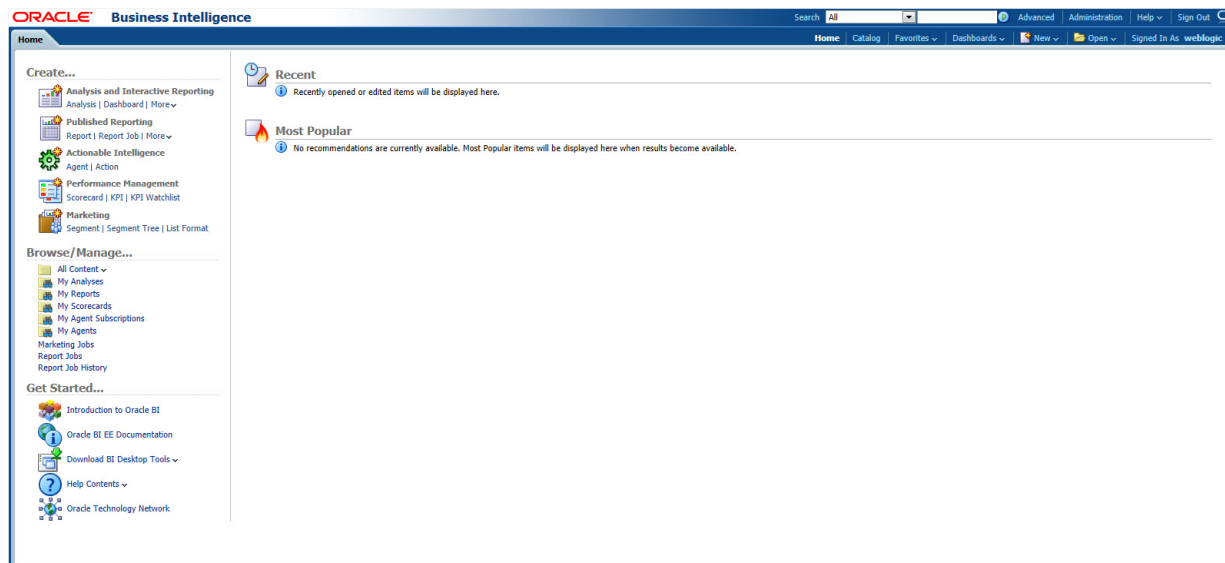 ORACLE Business Intelligence
Search All Advanced Administration Help Sign Out
Home
Home Catalog Favorites Dashboards New Open Signed In As weblogic
Create...
Analysis and Interactive Reporting
Analysis | Dashboard | More
Published Reporting
Report | Report Job | More
Actionable Intelligence
Agent | Action
Performance Management
Scorecard | KPI | KPI Watchlist
Marketing
Segment | Segment Tree | List Format
Browse/Manage...
All Content
My Analyses
My Reports
My Scorecards
My Agent Subscriptions
My Agents
Marketing Jobs
Report Jobs
Report Job History
Get Started...
Introduction to Oracle BI
Oracle BI EE Documentation
Download BI Desktop Tools
Help Contents
Oracle Technology Network
Recent
Recently opened or edited items will be displayed here.
Most Popular
No recommendations are currently available. Most Popular items will be displayed here when results become available.